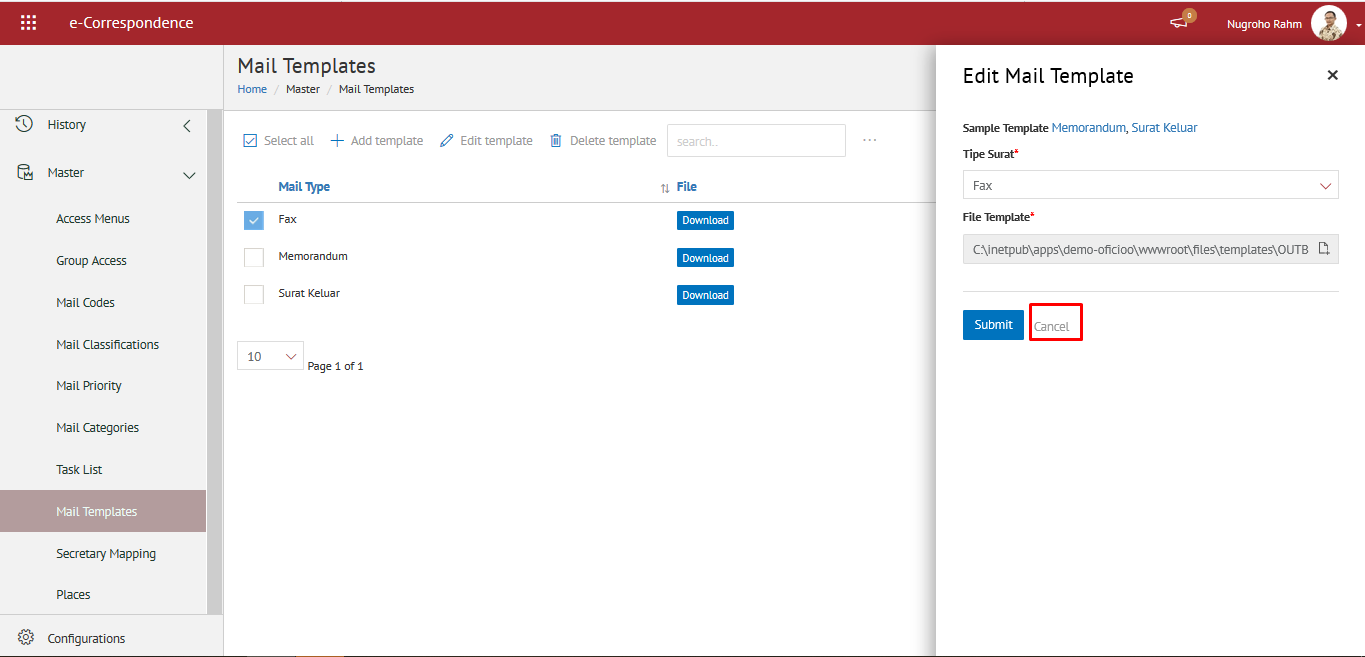 e-Correspondence
0
Nugroho Rahm
History
Master
Access Menus
Group Access
Mail Codes
Mail Classifications
Mail Priority
Mail Categories
Task List
Mail Templates
Secretary Mapping
Places
Configurations
Mail Templates
Home / Master / Mail Templates
Select all Add template Edit template Delete template search.. ...
Mail Type File
Fax Download
Memorandum Download
Surat Keluar Download
10 Page 1 of 1
Edit Mail Template
Sample Template Memorandum, Surat Keluar
Tipe Surat*
Fax
File Template*
C:\inetpub\apps\demo-oficioo\wwwroot\files\templates\OUTB
Submit Cancel